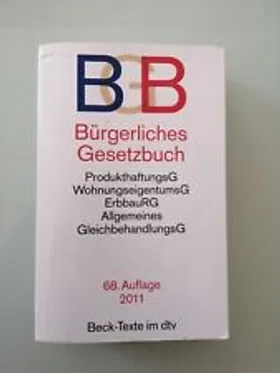 BGB
Bürgerliches
Gesetzbuch
ProdukthaftungsG
WohnungseigentumsG
ErbbauRG
Allgemeines
GleichbehandlungsG
68. Auflage
2011
Beck-Texte im dtv